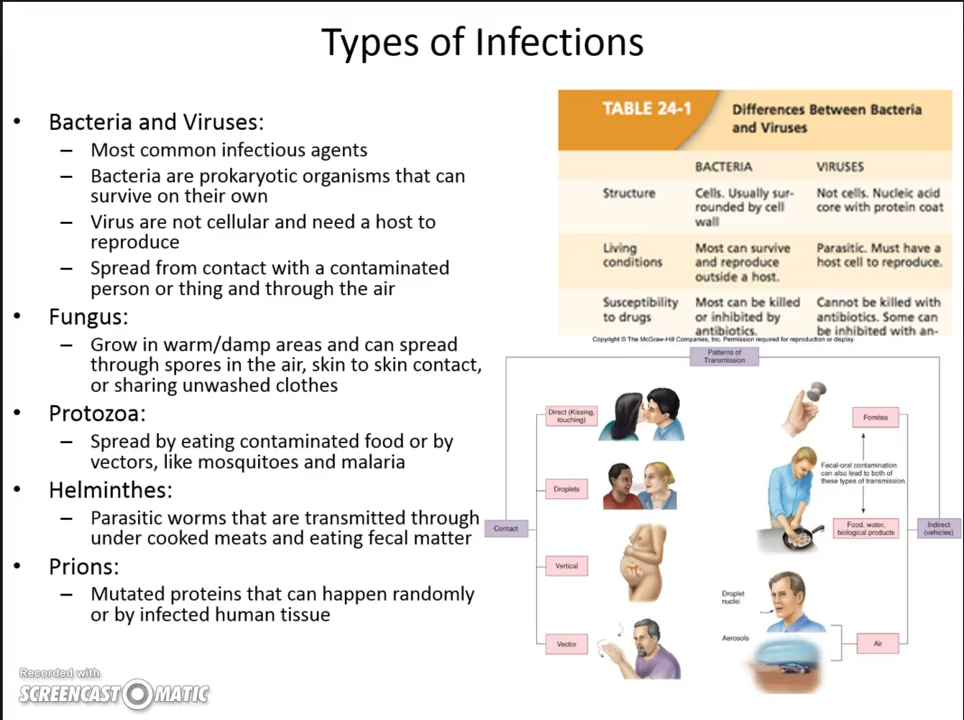 Types of Infections
• Bacteria and Viruses:
– Most common infectious agents
– Bacteria are prokaryotic organisms that can
survive on their own
– Virus are not cellular and need a host to
reproduce
– Spread from contact with a contaminated
person or thing and through the air
• Fungus:
– Grow in warm/damp areas and can spread
through spores in the air, skin to skin contact,
or sharing unwashed clothes
• Protozoa:
– Spread by eating contaminated food or by
vectors, like mosquitoes and malaria
• Helminthes:
– Parasitic worms that are transmitted through
under cooked meats and eating fecal matter
• Prions:
– Mutated proteins that can happen randomly
or by infected human tissue
TABLE 24-1
Differences Between Bacteria
and Viruses
BACTERIA
VIRUSES
Structure
Cells. Usually sur-
rounded by cell
wall
Not cells. Nucleic acid
core with protein coat
Living
conditions
Most can survive
and reproduce
outside a host.
Parasitic. Must have a
host cell to reproduce.
Susceptibility
to drugs
Most can be killed
or inhibited by
antibiotics.
Cannot be killed with
antibiotics. Some can
be inhibited with an-
Copyright © The McGraw-Hill Companies, Inc. Permission required for reproduction or display.
Patterns of
Transmission
Contact
Direct (Kissing,
touching)
Droplets
Vertical
Vector
Fomites
Fecal-oral contamination
can also lead to both of
these types of transmission.
Food, water,
biological products
Indirect
(vehicles)
Droplet
nuclei
Aerosols
Air
Recorded with
SCREENCAST MATIC